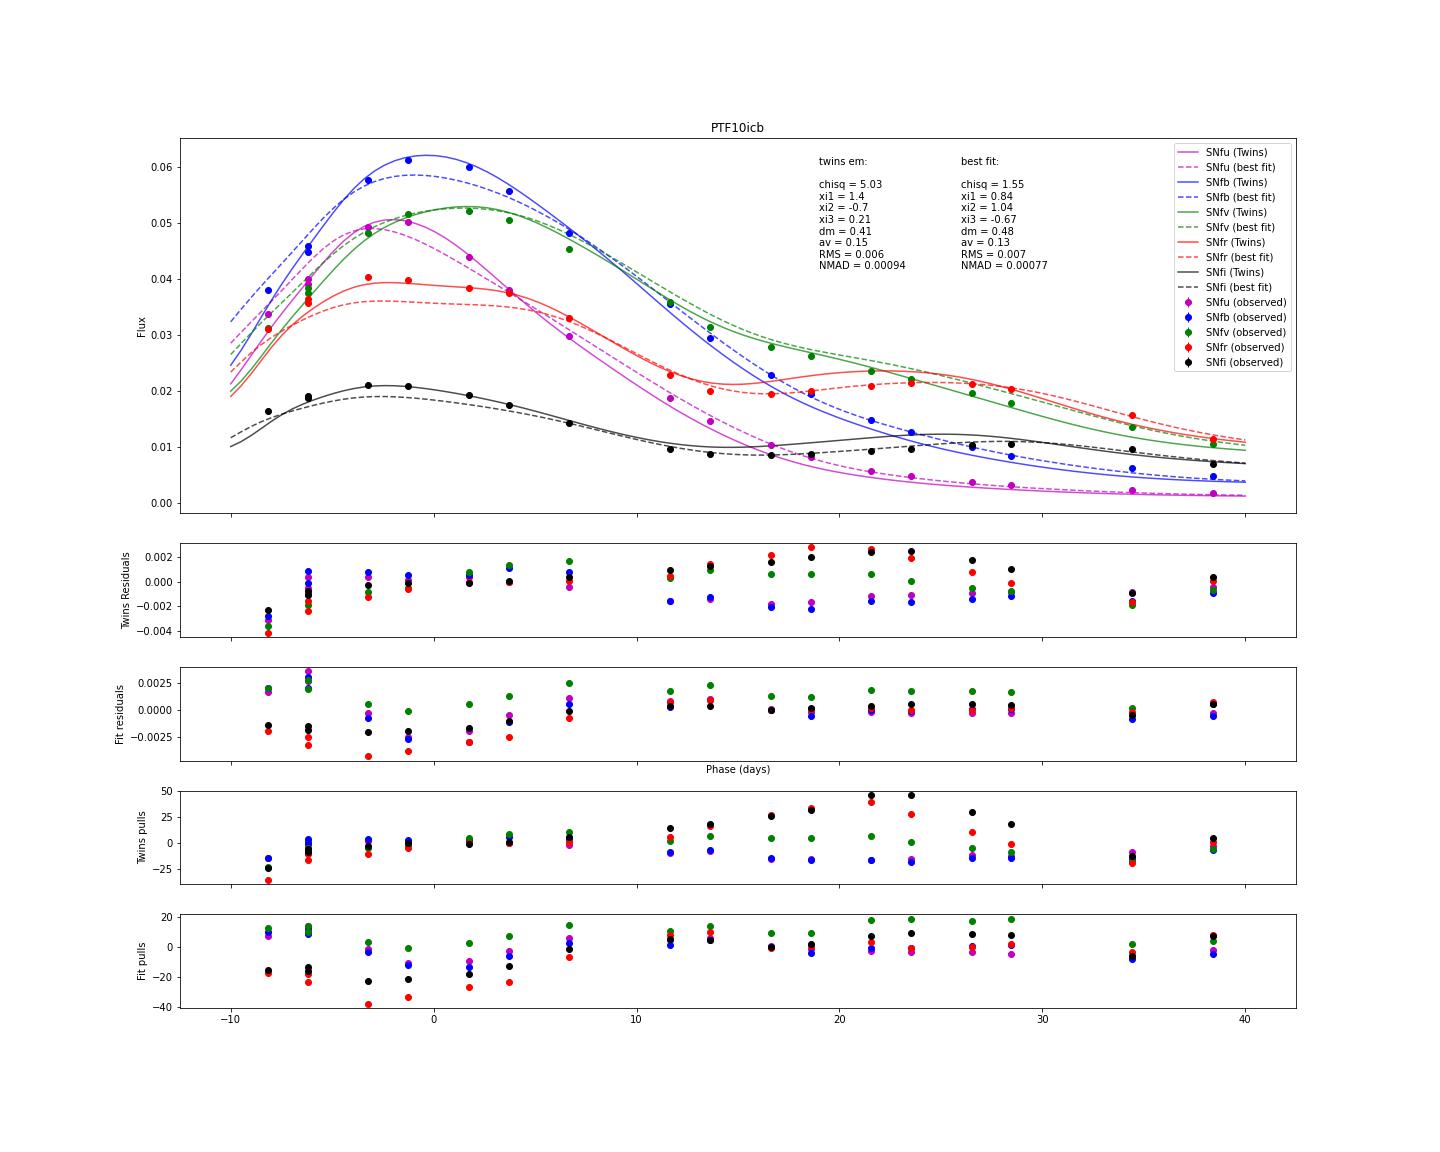 PTF10icb
Flux
0.06
0.05
0.04
0.03
0.02
0.01
0.00
twins em:
chisq = 5.03
xi1 = 1.4
xi2 = -0.7
xi3 = 0.21
dm = 0.41
av = 0.15
RMS = 0.006
NMAD = 0.00094
best fit:
chisq = 1.55
xi1 = 0.84
xi2 = 1.04
xi3 = -0.67
dm = 0.48
av = 0.13
RMS = 0.007
NMAD = 0.00077
SNfu (Twins)
SNfu (best fit)
SNfb (Twins)
SNfb (best fit)
SNfv (Twins)
SNfv (best fit)
SNfr (Twins)
SNfr (best fit)
SNfi (Twins)
SNfi (best fit)
SNfu (observed)
SNfb (observed)
SNfv (observed)
SNfr (observed)
SNfi (observed)
Twins Residuals
0.002
0.000
−0.002
−0.004
Fit residuals
0.0025
0.0000
−0.0025
Phase (days)
Twins pulls
50
25
0
−25
Fit pulls
20
0
−20
−40
−10
0
10
20
30
40